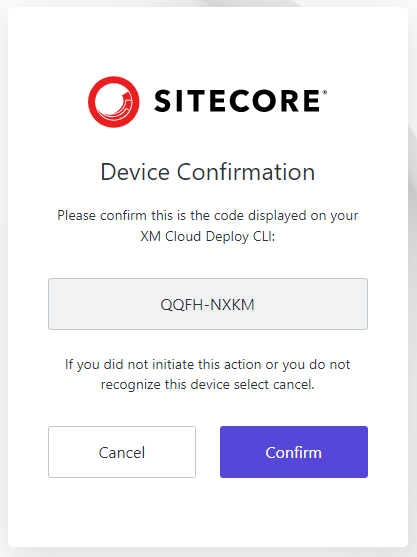 SITECORE®
Device Confirmation
Please confirm this is the code displayed on your
XM Cloud Deploy CLI:
QQFH-NXKM
If you did not initiate this action or you do not
recognize this device select cancel.
Cancel
Confirm